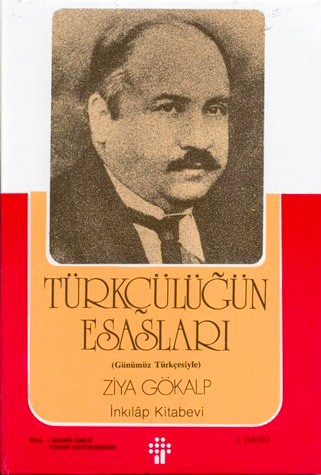 TÜRKÇÜLÜĞÜN
ESASLARI
(Günümüz Türkçesiyle)
ZİYA GÖKALP
İnkılâp Kitabevi